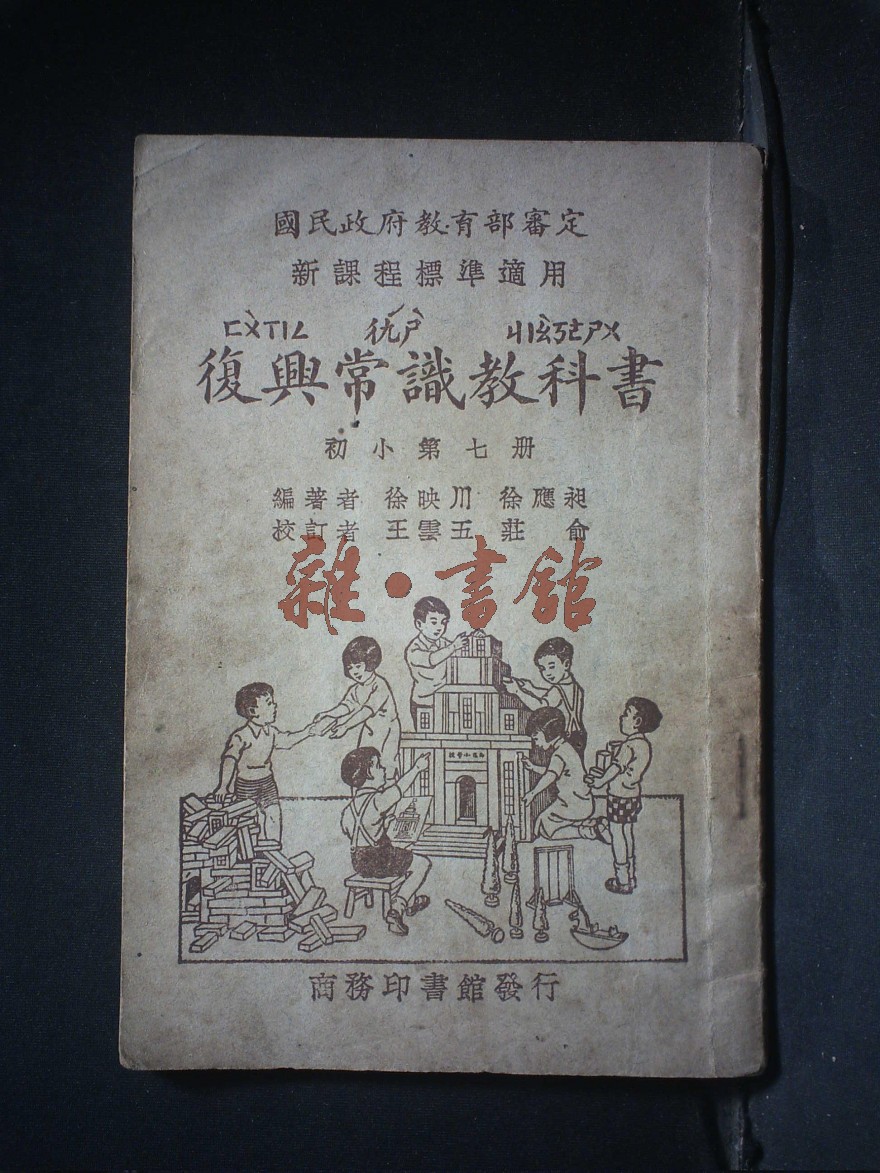 國民政府教育部審定
新課程標準適用
ㄈㄨˋㄒㄧㄥ ㄔㄤˊㄕˋ ㄐㄧㄠˋㄎㄜㄕㄨ
復興常識教科書
初小第七册
編著者 徐映川 徐應昶
校訂者 王雲五 莊俞
雜·書館
商務印書館發行